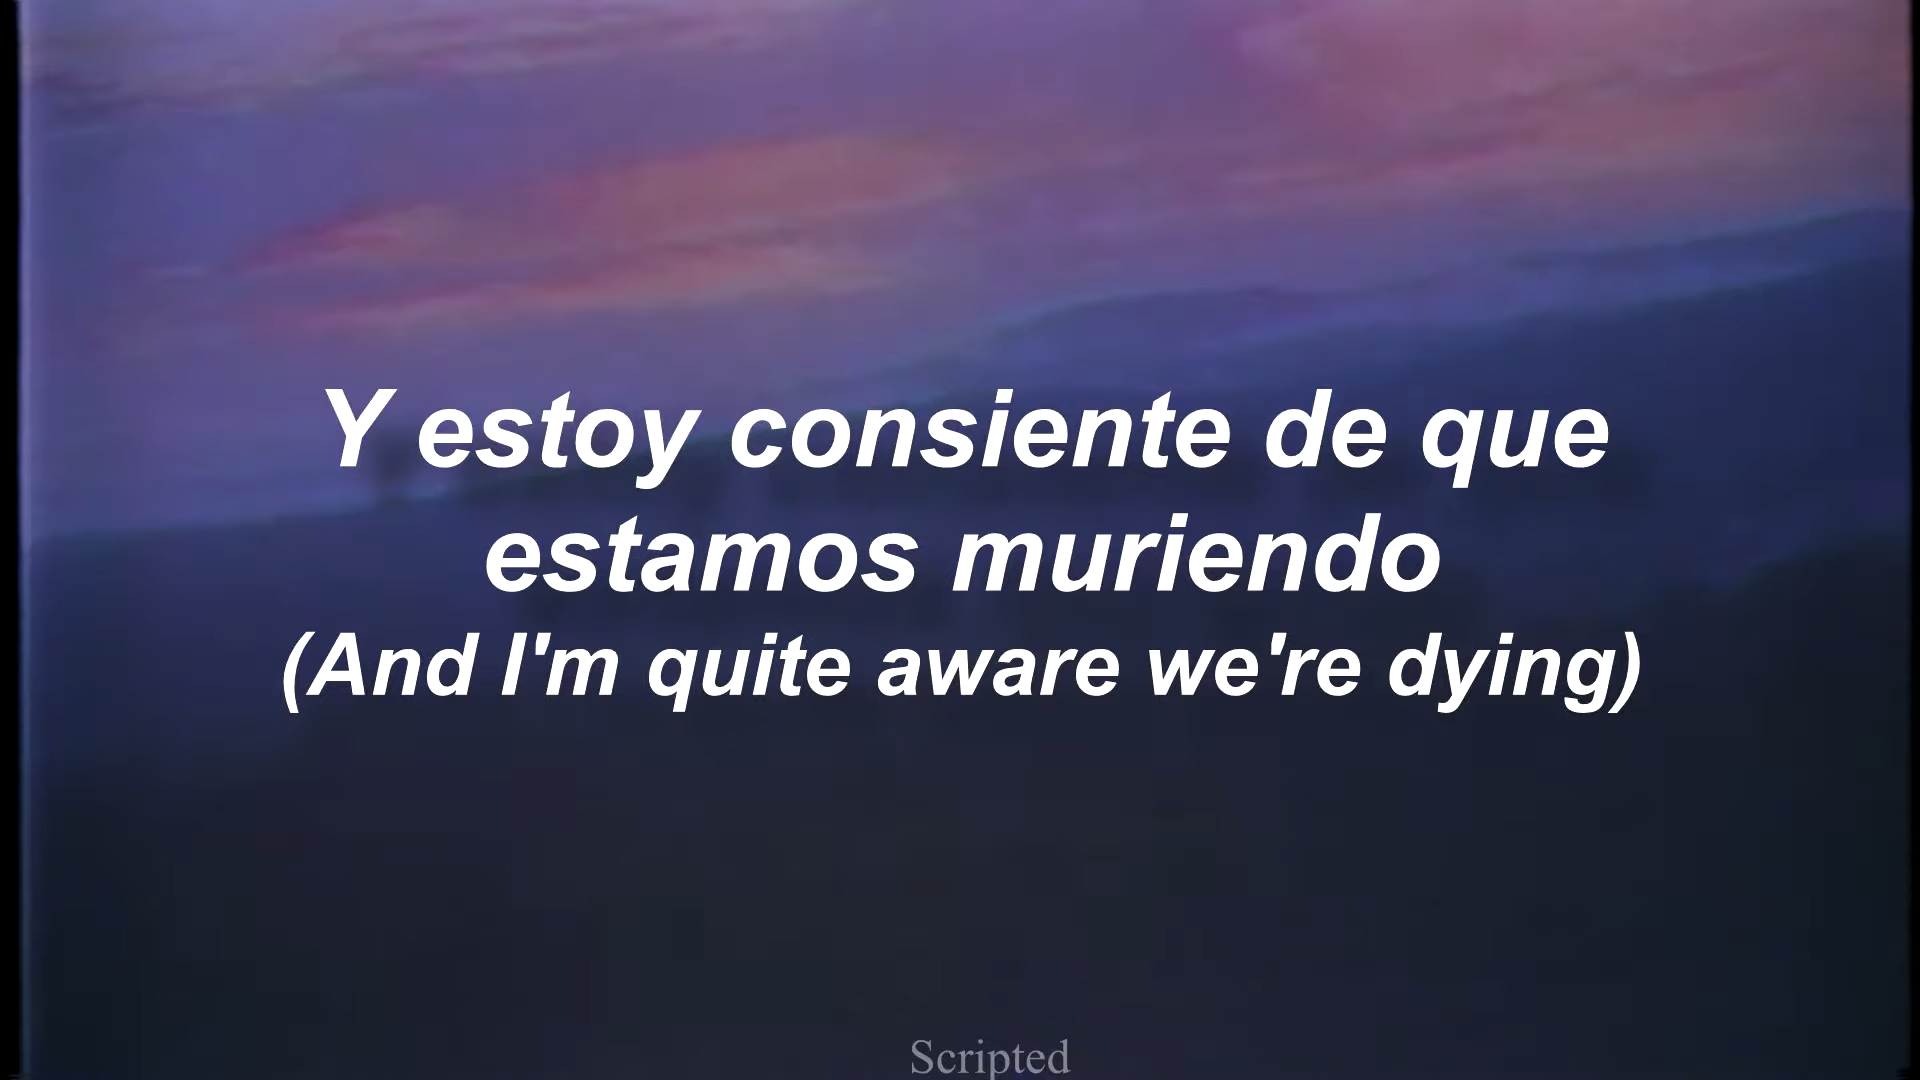 Y estoy consiente de que
estamos muriendo
(And I'm quite aware we're dying)
Scripted